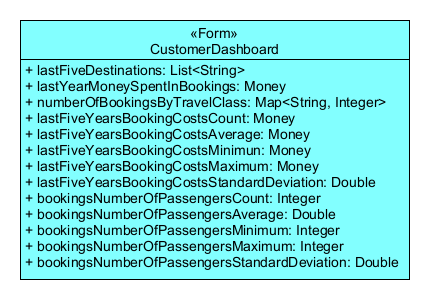 «Form»
CustomerDashboard
+ lastFiveDestinations: List<String>
+ lastYearMoneySpentInBookings: Money
+ numberOfBookingsByTravelClass: Map<String, Integer>
+ lastFiveYearsBookingCostsCount: Money
+ lastFiveYearsBookingCostsAverage: Money
+ lastFiveYearsBookingCostsMinimun: Money
+ lastFiveYearsBookingCostsMaximum: Money
+ lastFiveYearsBookingCostsStandardDeviation: Double
+ bookingsNumberOfPassengersCount: Integer
+ bookingsNumberOfPassengersAverage: Double
+ bookingsNumberOfPassengersMinimum: Integer
+ bookingsNumberOfPassengersMaximum: Integer
+ bookingsNumberOfPassengersStandardDeviation: Double